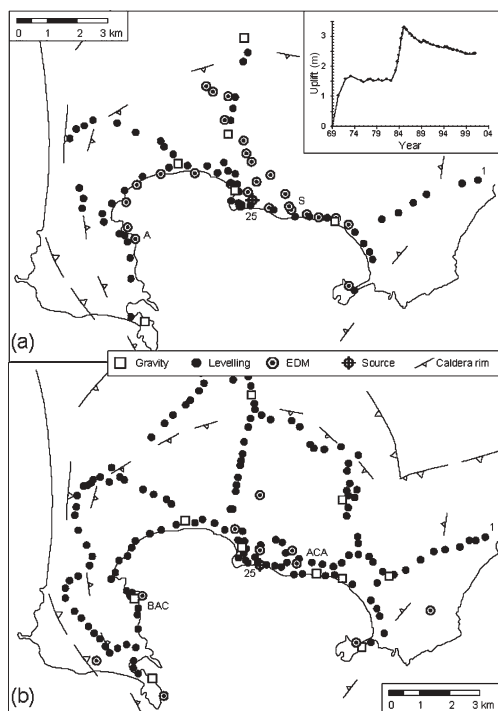 0 1 2 3 km
3
2
1
0
Uplift (m)
69 74 79 84 89 94 99 04
Year
1
S
25
A
(a)
Gravity Levelling EDM Source Caldera rim
1
ACA
25
BAC
(b)
0 1 2 3 km